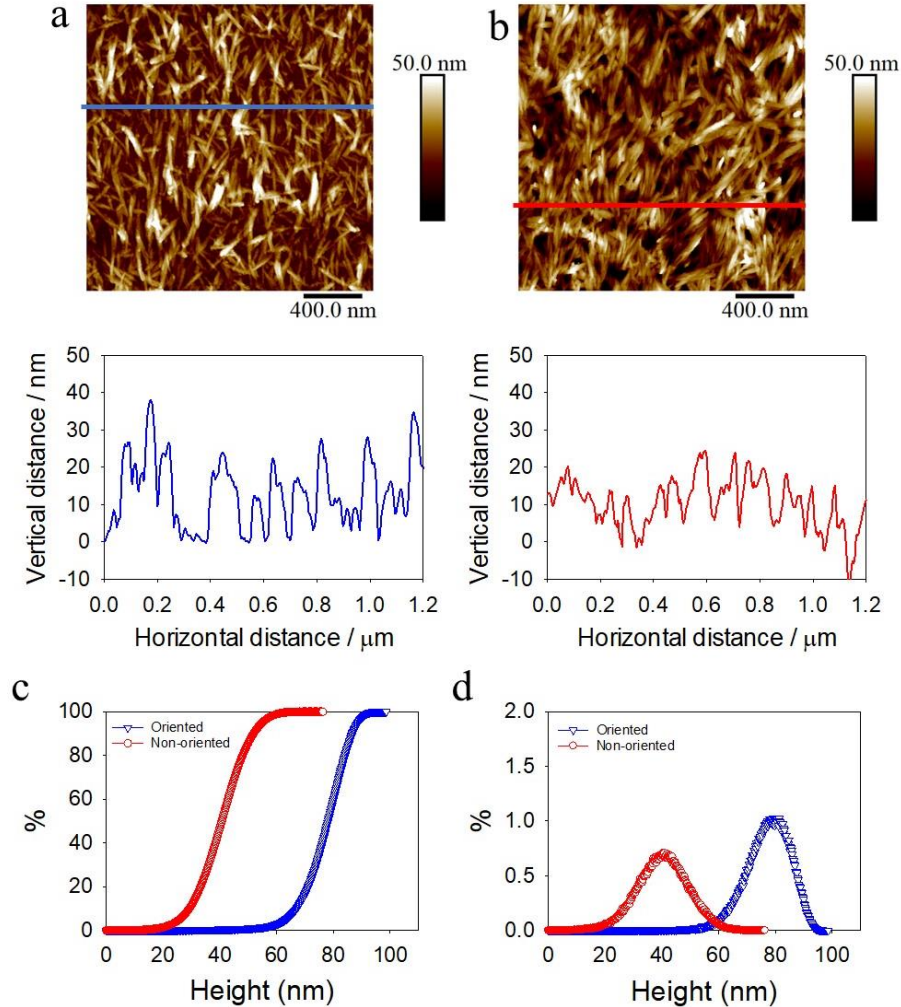 a
50.0 nm
400.0 nm
b
50.0 nm
400.0 nm
Vertical distance / nm
50
40
30
20
10
0
-10
0.0 0.2 0.4 0.6 0.8 1.0 1.2
Horizontal distance / μm
Vertical distance / nm
50
40
30
20
10
0
-10
0.0 0.2 0.4 0.6 0.8 1.0 1.2
Horizontal distance / μm
c
%
100
80
60
40
20
0
Oriented
Non-oriented
0 20 40 60 80 100
Height (nm)
d
%
2.0
1.5
1.0
0.5
0.0
Oriented
Non-oriented
0 20 40 60 80 100
Height (nm)